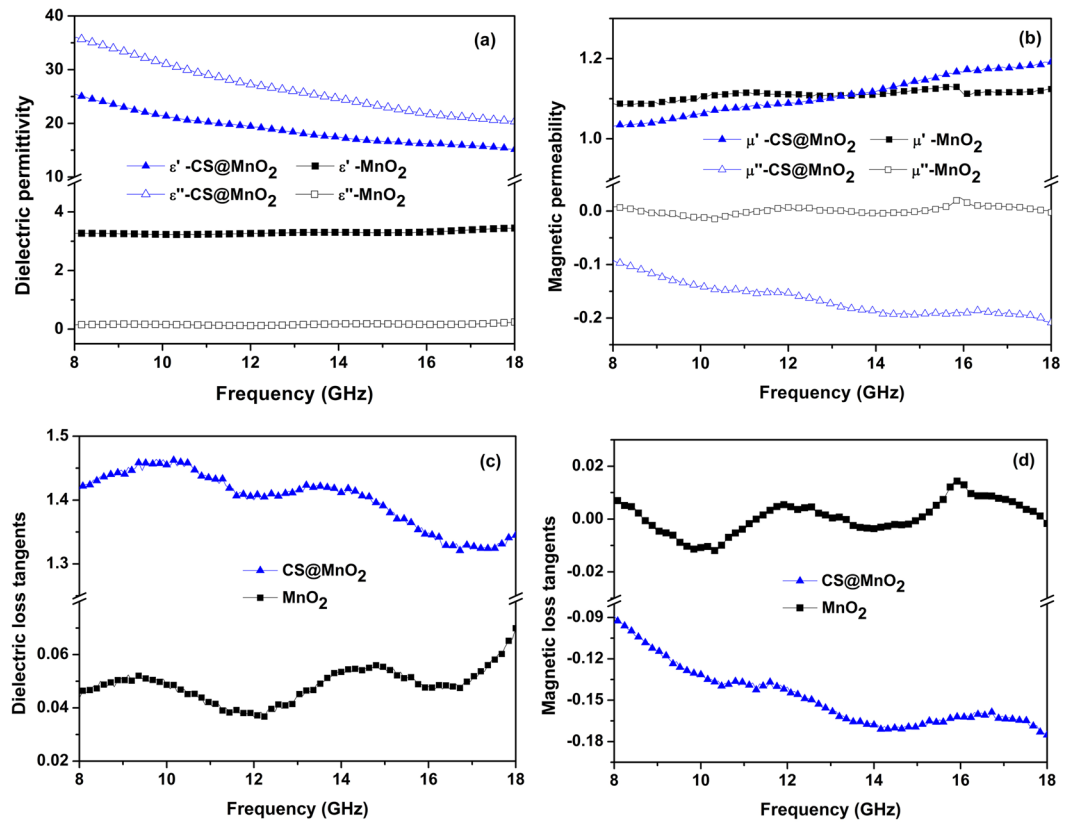 (a)
Dielectric permittivity
40
30
20
10
4
2
0
ε' -CS@MnO2
ε' -MnO2
ε''-CS@MnO2
ε''-MnO2
8 10 12 14 16 18
Frequency (GHz)
(b)
Magnetic permeability
1.2
1.0
0.0
-0.1
-0.2
μ' -CS@MnO2
μ' -MnO2
μ''-CS@MnO2
μ''-MnO2
8 10 12 14 16 18
Frequency (GHz)
(c)
Dielectric loss tangents
1.5
1.4
1.3
0.06
0.04
0.02
CS@MnO2
MnO2
8 10 12 14 16 18
Frequency (GHz)
(d)
Magnetic loss tangents
0.02
0.00
-0.02
-0.09
-0.12
-0.15
-0.18
CS@MnO2
MnO2
8 10 12 14 16 18
Frequency (GHz)